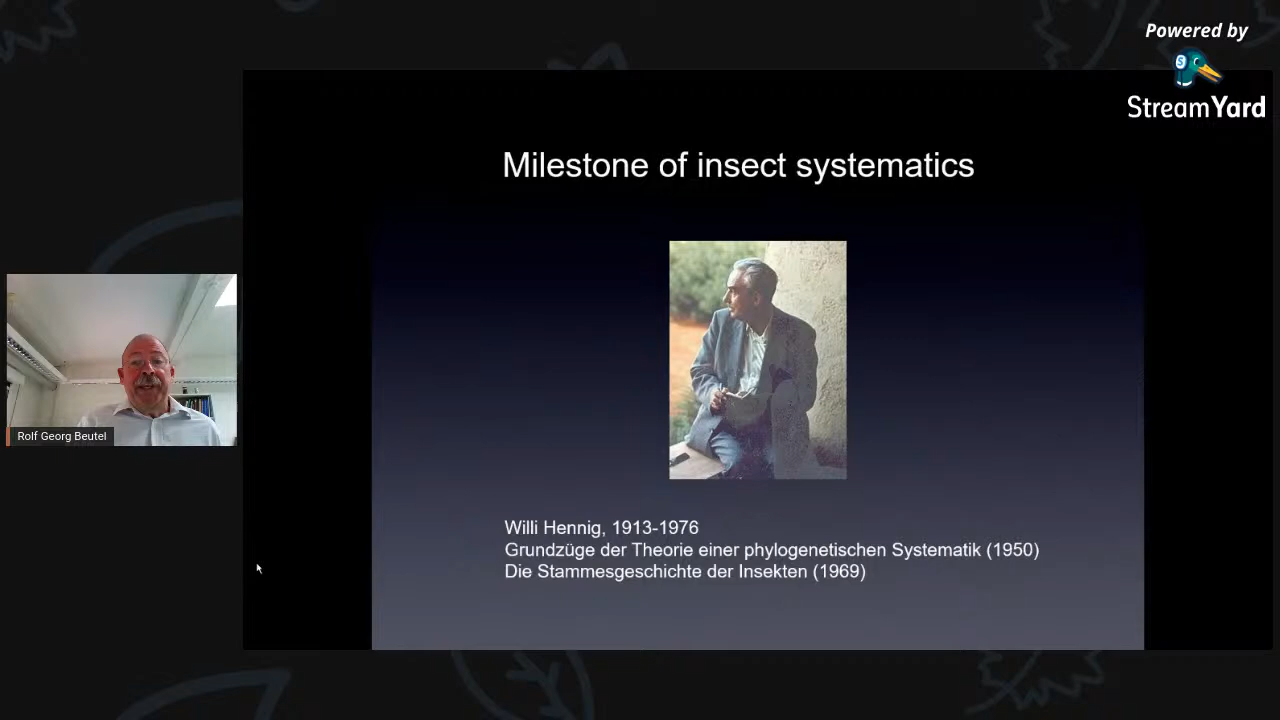 Powered by
StreamYard
Milestone of insect systematics
Rolf Georg Beutel
Willi Hennig, 1913-1976
Grundzüge der Theorie einer phylogenetischen Systematik (1950)
Die Stammesgeschichte der Insekten (1969)